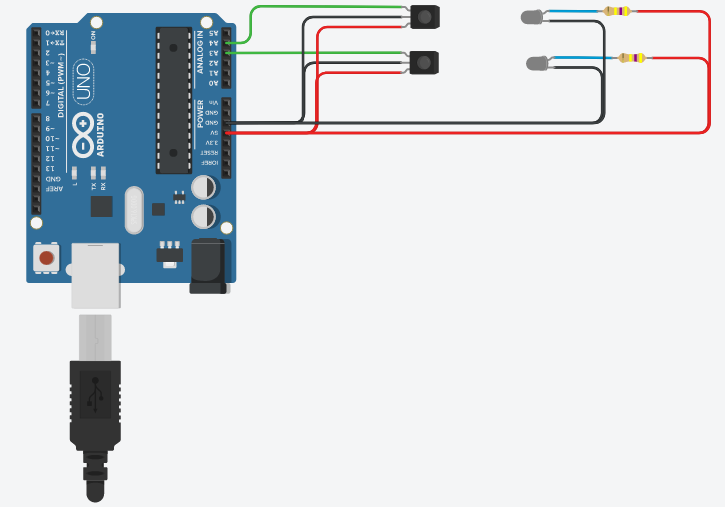 RX←0
TX→1
2
~3
4
~5
~6
7
DIGITAL (PWM~)
8
~9
~10
~11
12
13
GND
AREF
ON
UNO
ARDUINO
L
TX
RX
ANALOG IN
A5
A4
A3
A2
A1
A0
POWER
Vin
GND
GND
5V
3.3V
RESET
IOREF